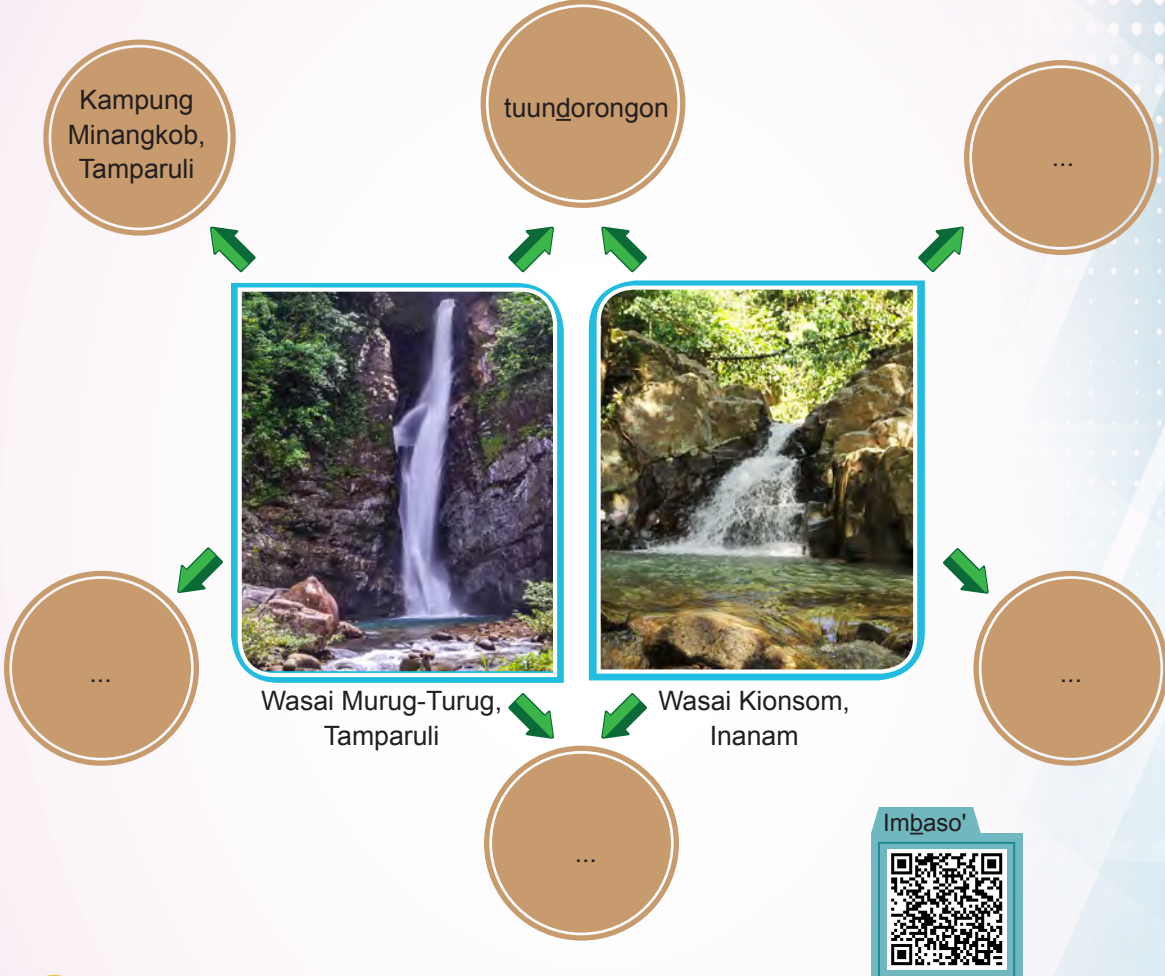 Kampung
Minangkob,
Tamparuli
tuundorongon
...
...
Wasai Murug-Turug,
Tamparuli
Wasai Kionsom,
Inanam
...
...
Imbaso'